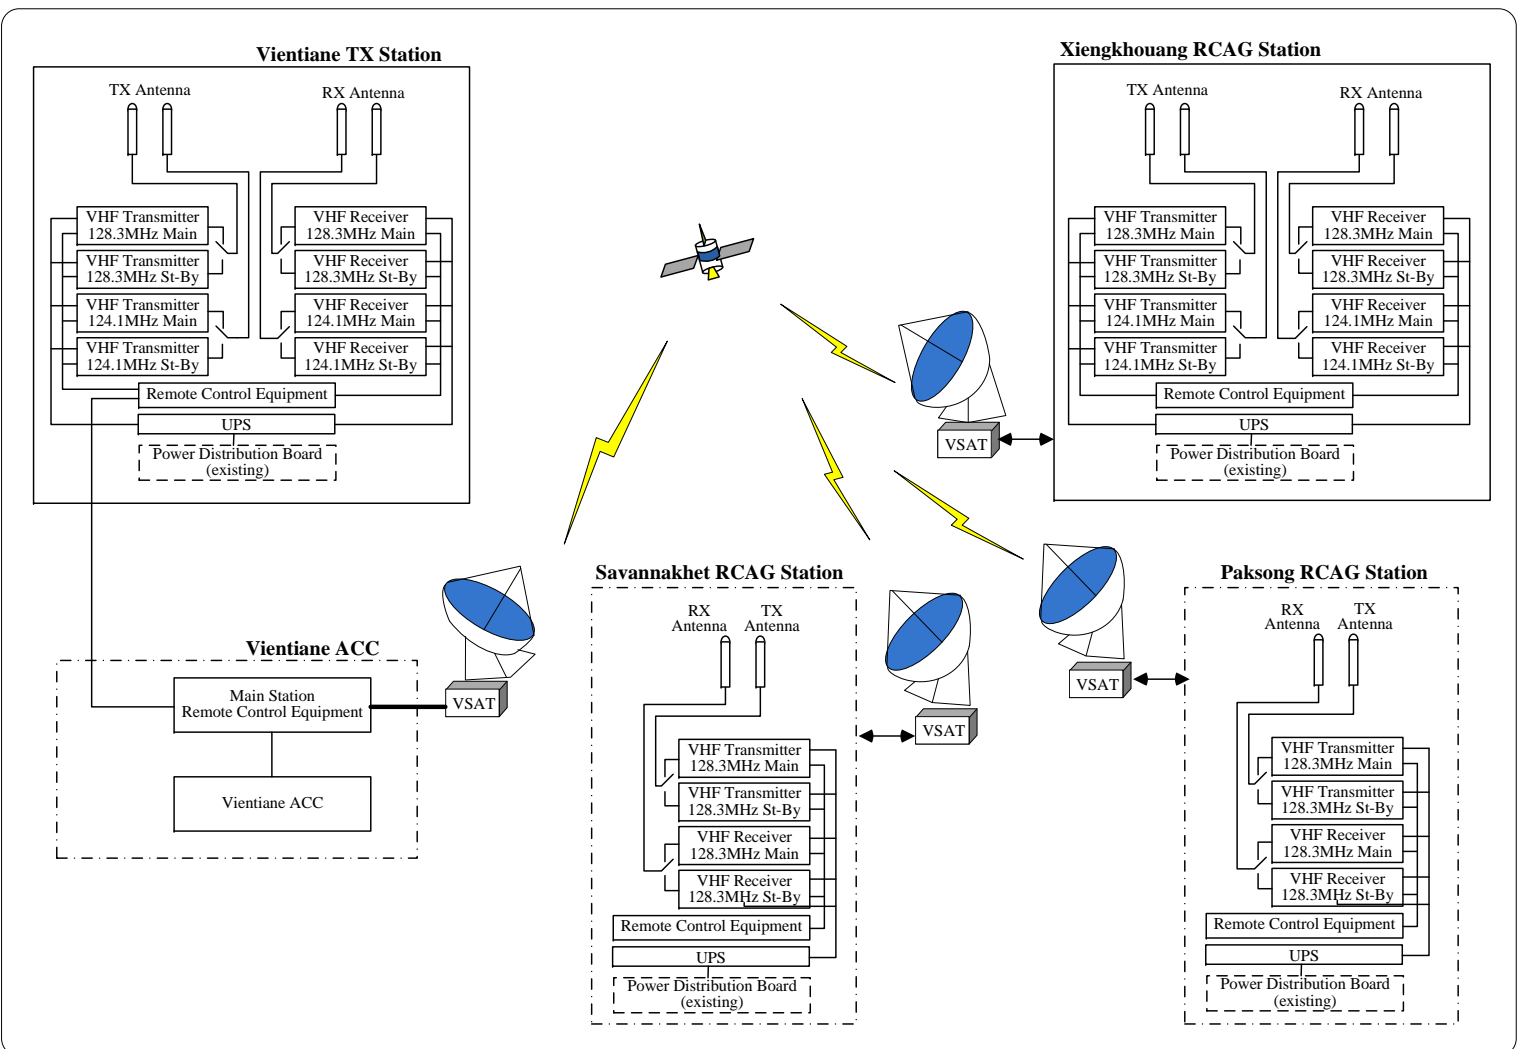 Vientiane TX Station
TX Antenna
RX Antenna
VHF Transmitter
128.3MHz Main
VHF Transmitter
128.3MHz St-By
VHF Transmitter
124.1MHz Main
VHF Transmitter
124.1MHz St-By
VHF Receiver
128.3MHz Main
VHF Receiver
128.3MHz St-By
VHF Receiver
124.1MHz Main
VHF Receiver
124.1MHz St-By
Remote Control Equipment
UPS
Power Distribution Board
(existing)
Xiengkhouang RCAG Station
TX Antenna
RX Antenna
VHF Transmitter
128.3MHz Main
VHF Transmitter
128.3MHz St-By
VHF Transmitter
124.1MHz Main
VHF Transmitter
124.1MHz St-By
VHF Receiver
128.3MHz Main
VHF Receiver
128.3MHz St-By
VHF Receiver
124.1MHz Main
VHF Receiver
124.1MHz St-By
Remote Control Equipment
UPS
Power Distribution Board
(existing)
VSAT
Vientiane ACC
Main Station
Remote Control Equipment
Vientiane ACC
VSAT
Savannakhet RCAG Station
RX
Antenna
TX
Antenna
VHF Transmitter
128.3MHz Main
VHF Transmitter
128.3MHz St-By
VHF Receiver
128.3MHz Main
VHF Receiver
128.3MHz St-By
Remote Control Equipment
UPS
Power Distribution Board
(existing)
VSAT
Paksong RCAG Station
RX
Antenna
TX
Antenna
VHF Transmitter
128.3MHz Main
VHF Transmitter
128.3MHz St-By
VHF Receiver
128.3MHz Main
VHF Receiver
128.3MHz St-By
Remote Control Equipment
UPS
Power Distribution Board
(existing)
VSAT